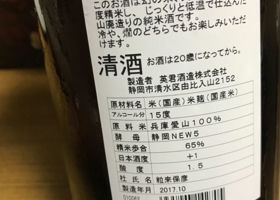 このお酒は幻の米
度精米し、じっくりと低温で仕込んだ
山廃造りの純米酒です。
冷や、燗のどちらでもお楽しみいただ
けます。
清酒 お酒は20歳になってから。
製造者 英君酒造株式会社
静岡市清水区由比入山2152
原材料名 米(国産)米麹(国産米)
アルコール分 15度
原料米 兵庫愛山100%
酵母 静岡NEW5
精米歩合 65%
日本酒度 +1
酸度 1.5
杜氏名 粒来保彦
製造年月 2017.10